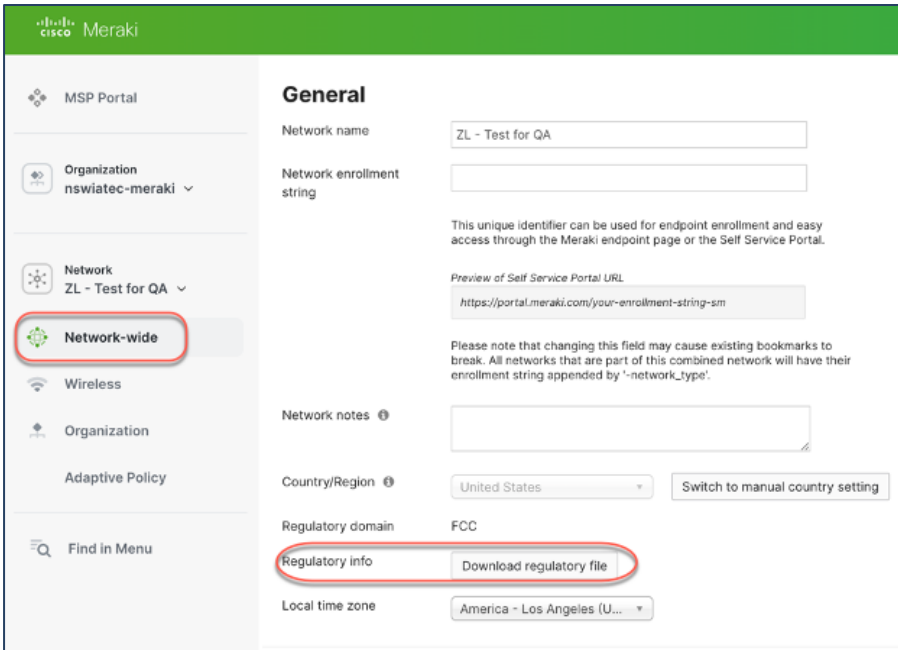 cisco Meraki
MSP Portal
Organization
nswiatec-meraki
Network
ZL - Test for QA
Network-wide
Wireless
Organization
Adaptive Policy
Find in Menu
General
Network name
ZL - Test for QA
Network enrollment
string
This unique identifier can be used for endpoint enrollment and easy
access through the Meraki endpoint page or the Self Service Portal.
Preview of Self Service Portal URL
https://portal.meraki.com/your-enrollment-string-sm
Please note that changing this field may cause existing bookmarks to
break. All networks that are part of this combined network will have their
enrollment string appended by '-network_type'.
Network notes
Country/Region
United States
Switch to manual country setting
Regulatory domain
FCC
Regulatory info
Download regulatory file
Local time zone
America - Los Angeles (U...